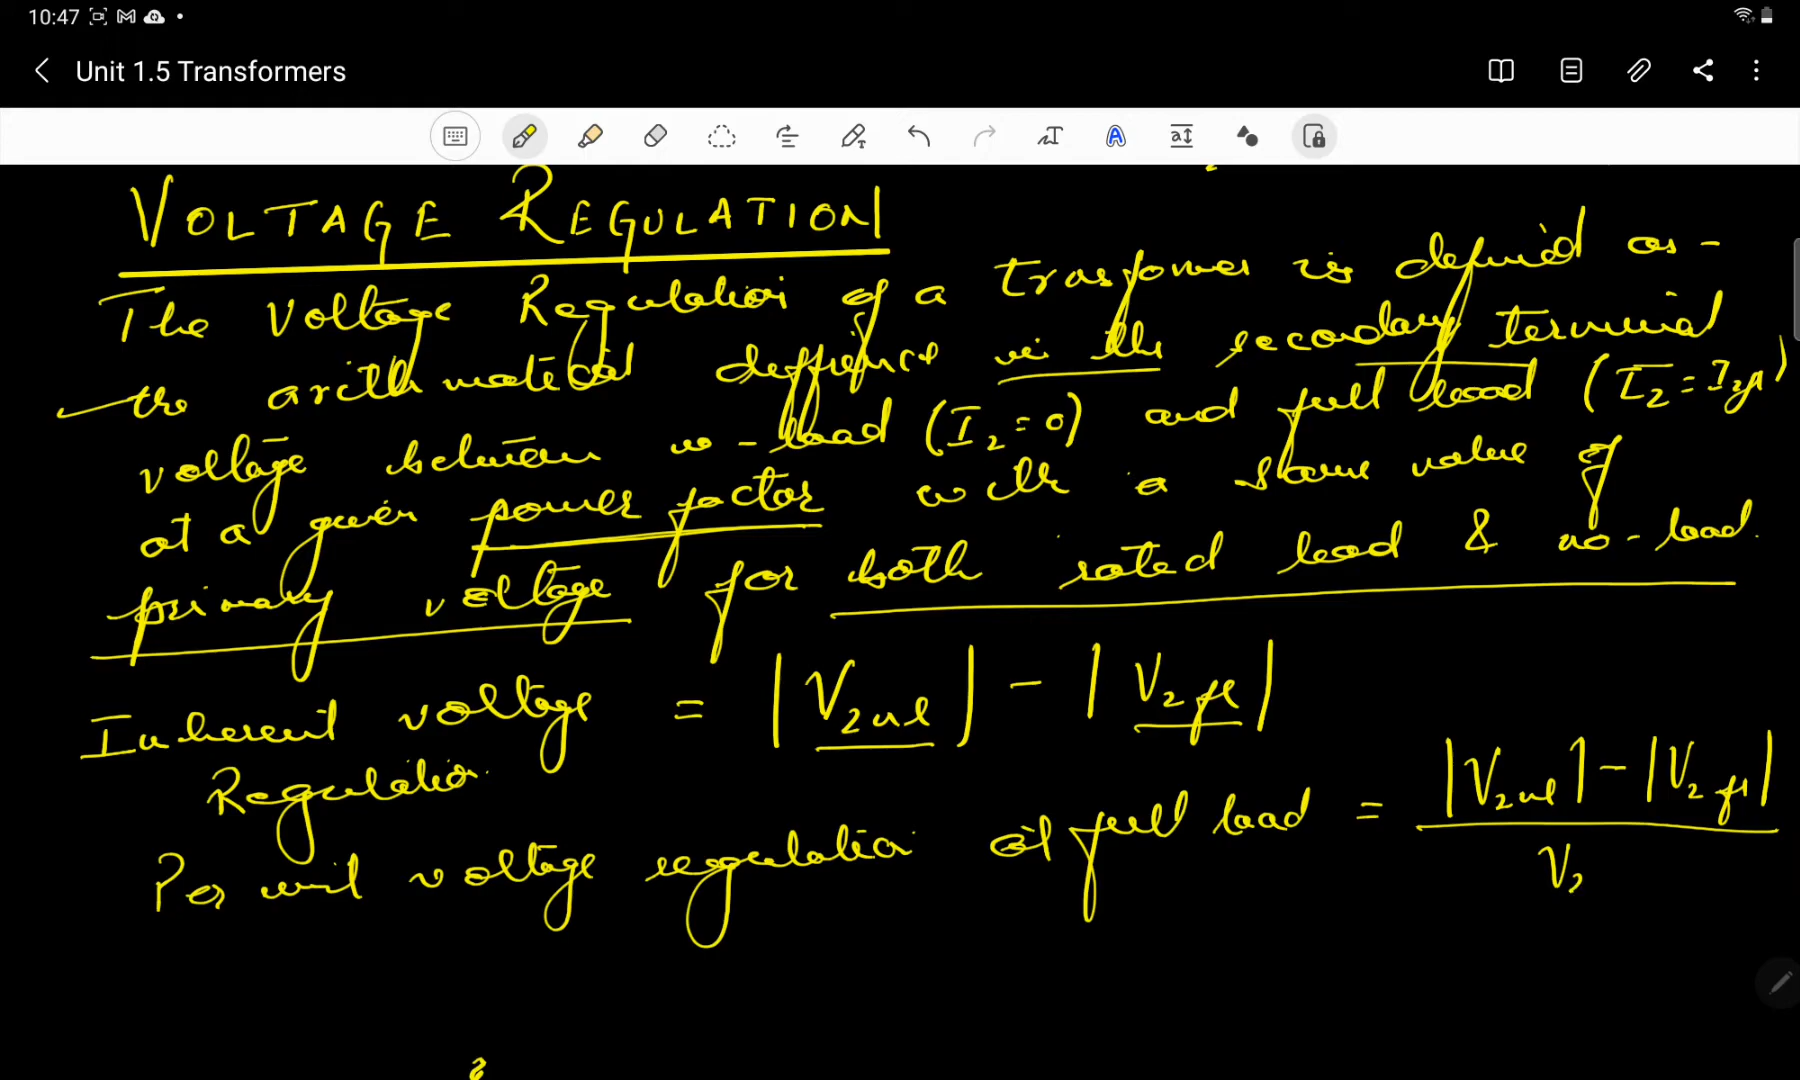 10:47
Unit 1.5 Transformers
VOLTAGE REGULATION
The Voltage Regulation of a trasformer is defined as -
the arithmatical diffrence in the secondary terminal
voltage between no-load (I2 = 0) and full load (I2 = I2fl)
at a given power factor with a same value of
primary voltage for both rated load & no-load.
Inherent voltage = |V2nl| - |V2fl|
Regulation.
Per unit voltage regulation at full load = |V2nl| - |V2fl|
V2